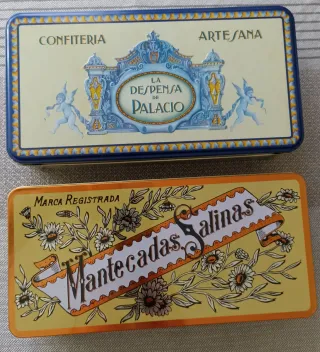 CONFITERIA ARTESANA
LA
DESPENSA
DE
PALACIO
MARCA REGISTRADA
Mantecadas Salinas